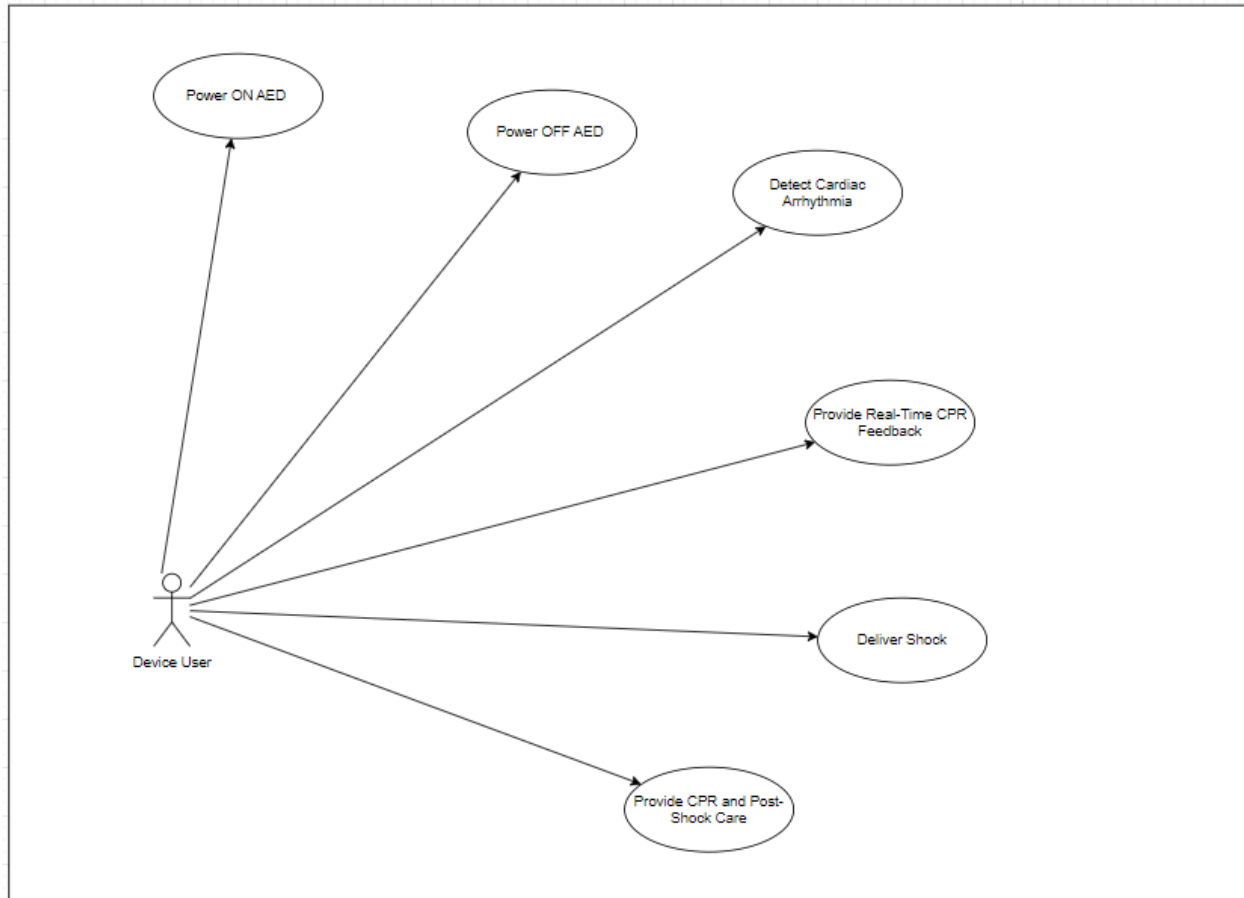 Power ON AED
Power OFF AED
Detect Cardiac
Arrhythmia
Provide Real-Time CPR
Feedback
Deliver Shock
Device User
Provide CPR and Post-
Shock Care